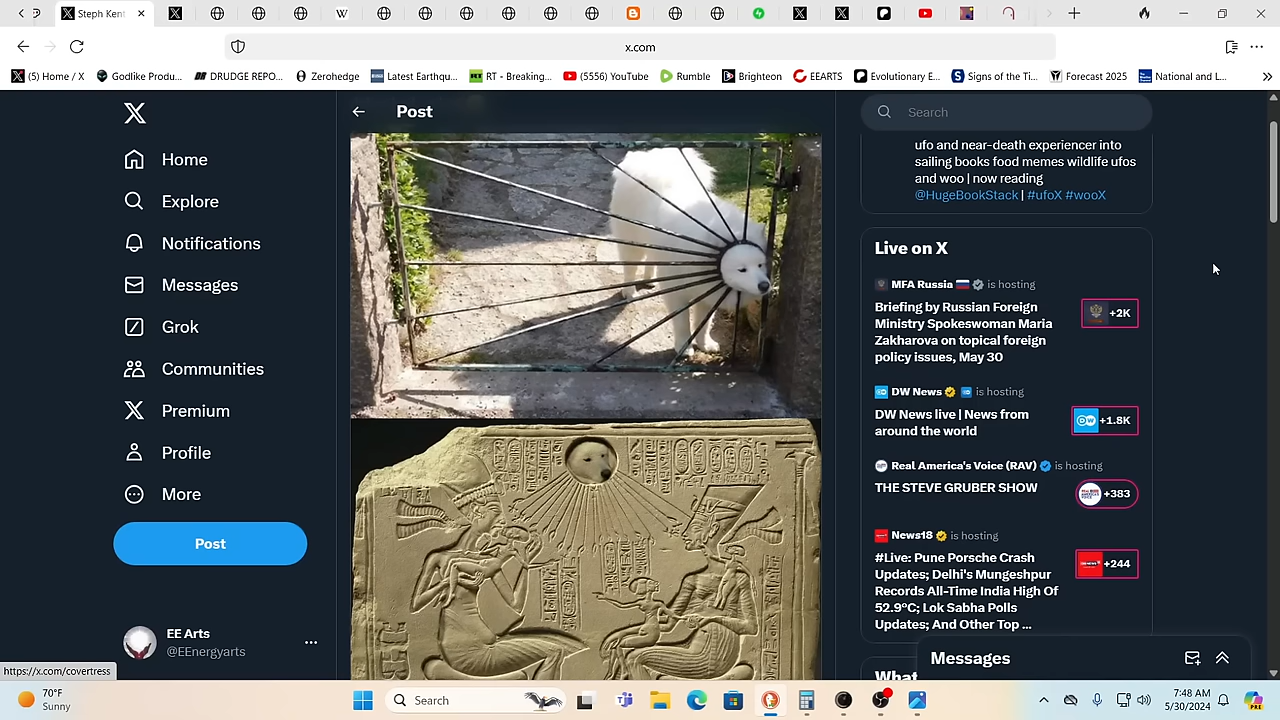 Steph Kent
x.com
(5) Home / X
Godlike Produ...
DRUDGE REPO...
Zerohedge
Latest Earthqu...
RT - Breaking...
(5556) YouTube
Rumble
Brighteon
EEARTS
Evolutionary E...
Signs of the Ti...
Forecast 2025
National and L...
Home
Explore
Notifications
Messages
Grok
Communities
Premium
Profile
More
Post
EE Arts
@EEnergyarts
https://x.com/covertress
Post
Search
ufo and near-death experiencer into
sailing books food memes wildlife ufos
and woo | now reading
@HugeBookStack | #ufoX #wooX
Live on X
MFA Russia is hosting
Briefing by Russian Foreign
Ministry Spokeswoman Maria
Zakharova on topical foreign
policy issues, May 30
+2K
DW News is hosting
DW News live | News from
around the world
+1.8K
Real America's Voice (RAV) is hosting
THE STEVE GRUBER SHOW
+383
News18 is hosting
#Live: Pune Porsche Crash
Updates; Delhi's Mungeshpur
Records All-Time India High Of
52.9°C; Lok Sabha Polls
Updates; And Other Top ...
+244
Messages
70°F
Sunny
Search
7:48 AM
5/30/2024